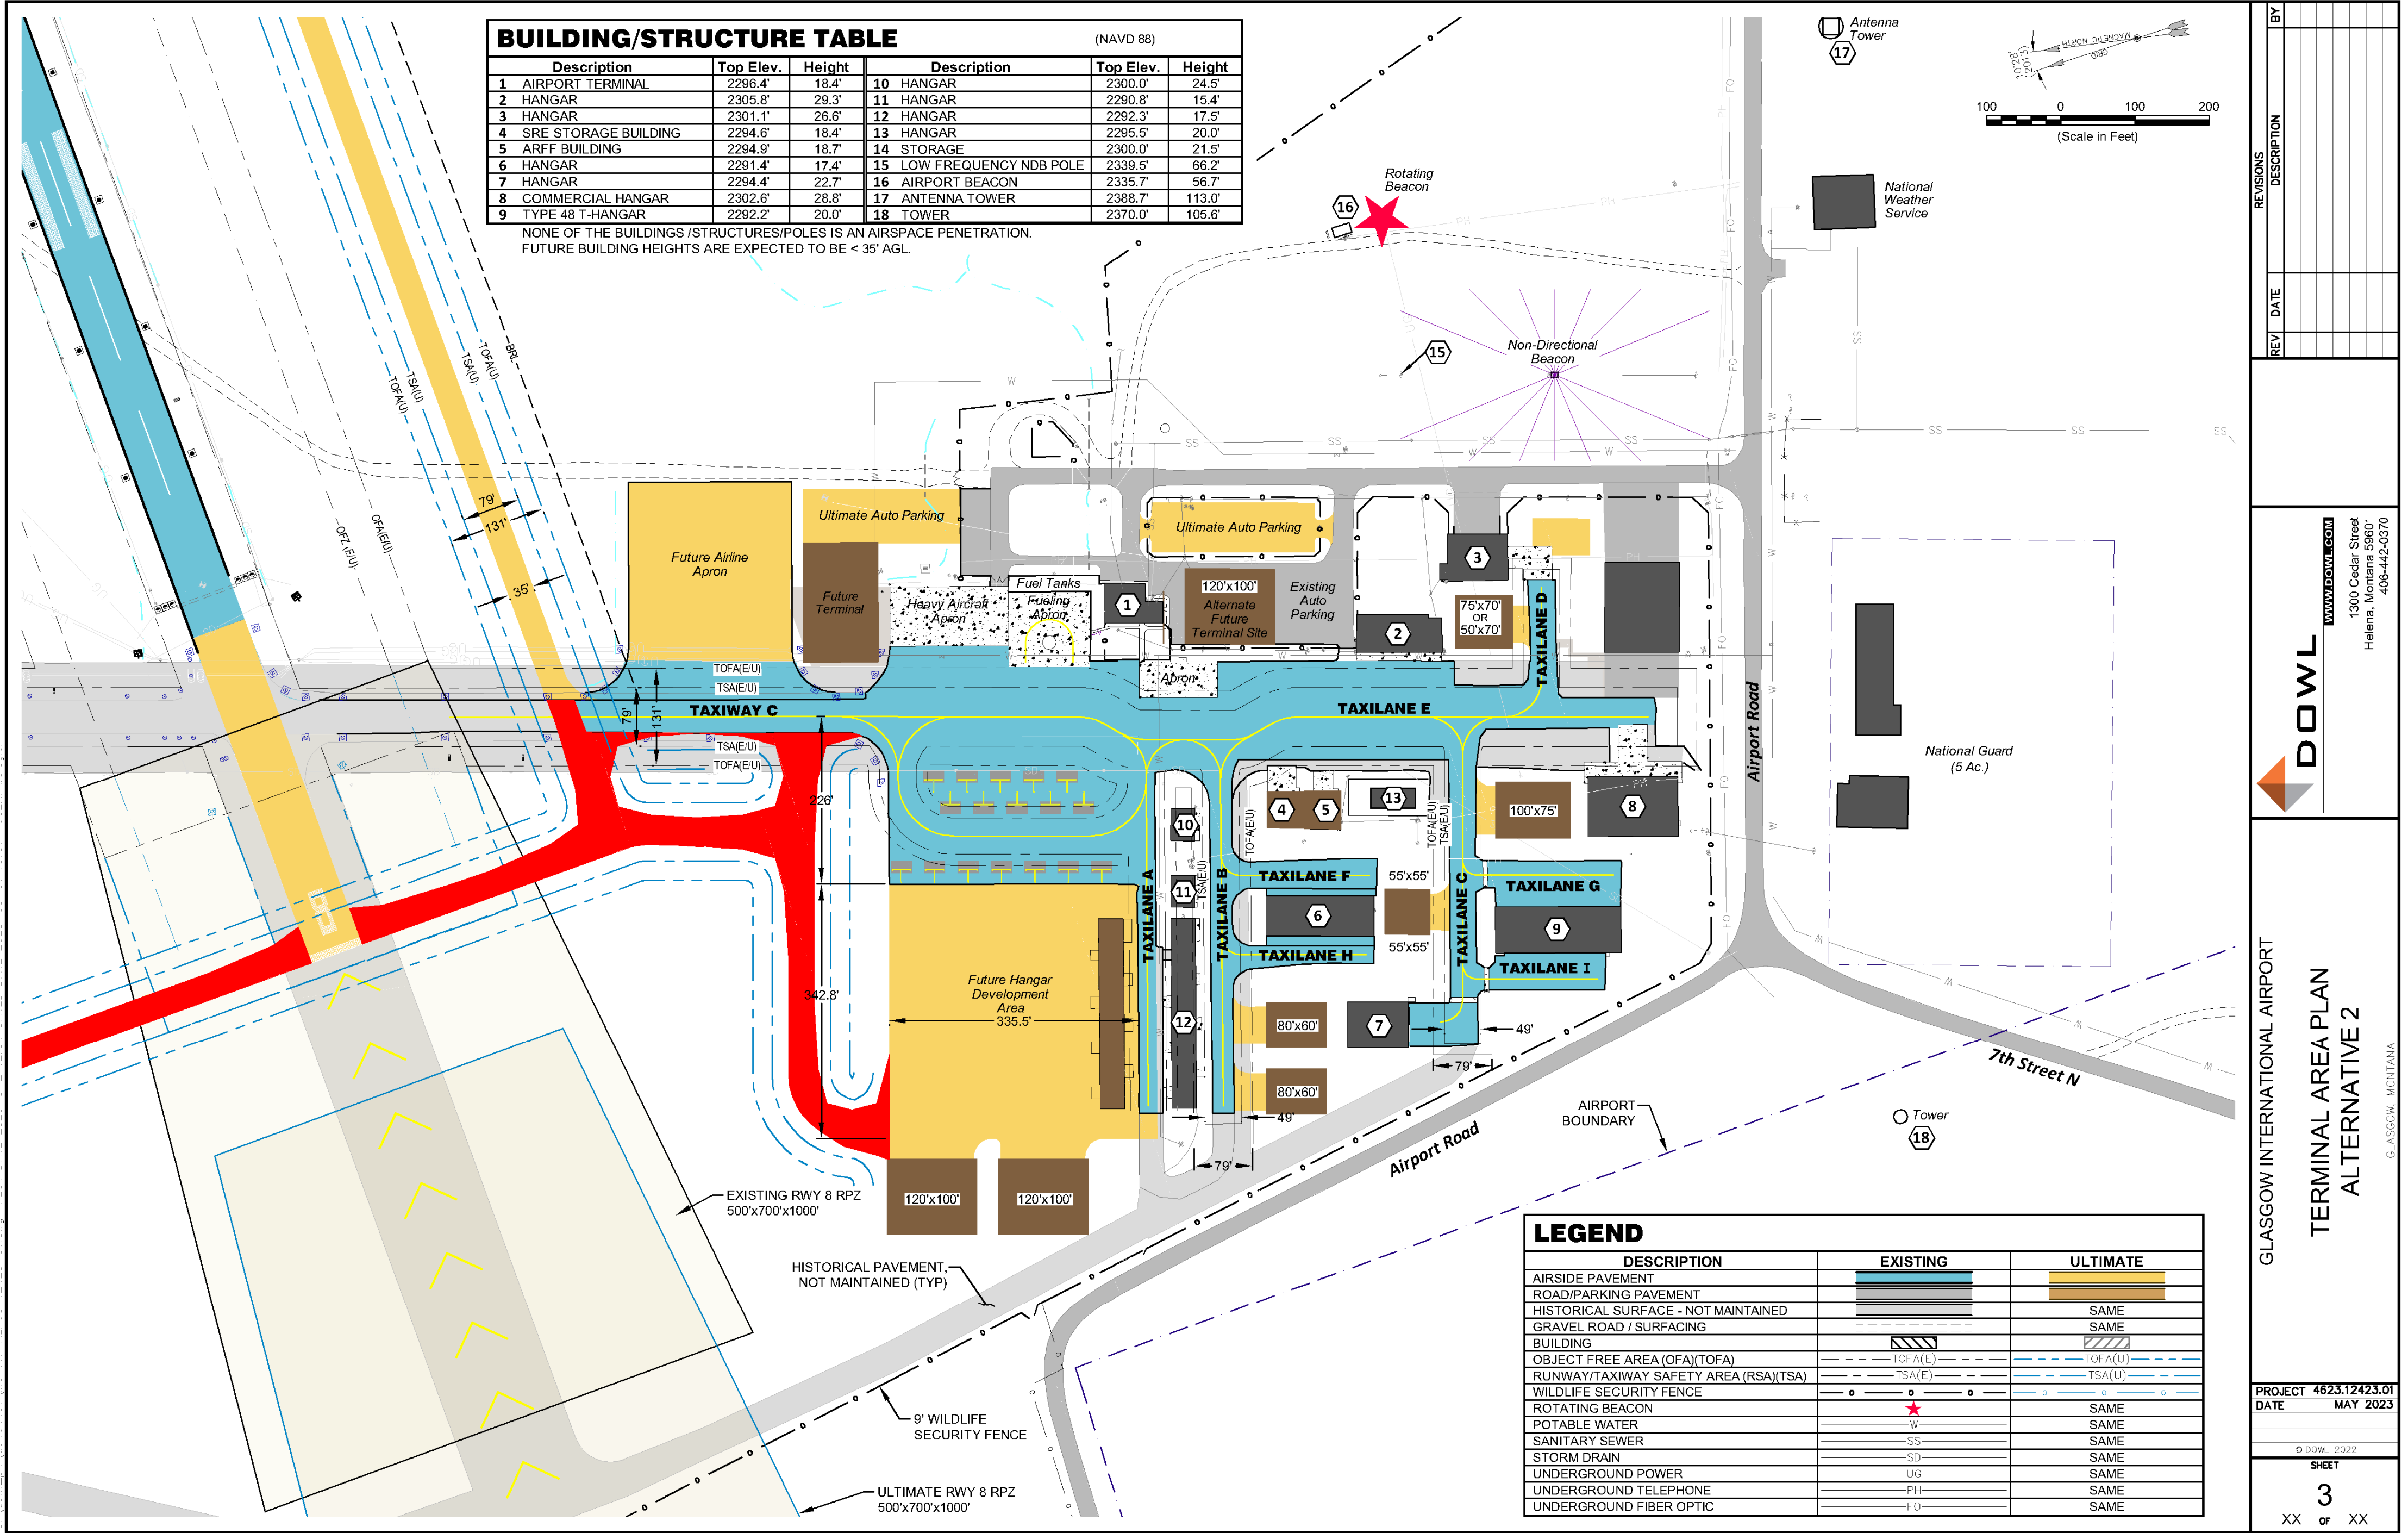 BUILDING/STRUCTURE TABLE (NAVD 88)
Description Top Elev. Height Description Top Elev. Height
1 AIRPORT TERMINAL 2296.4' 18.4' 10 HANGAR 2300.0' 24.5'
2 HANGAR 2305.8' 29.3' 11 HANGAR 2290.8' 15.4'
3 HANGAR 2301.1' 26.6' 12 HANGAR 2292.3' 17.5'
4 SRE STORAGE BUILDING 2294.6' 18.4' 13 HANGAR 2295.5' 20.0'
5 ARFF BUILDING 2294.9' 18.7' 14 STORAGE 2300.0' 21.5'
6 HANGAR 2291.4' 17.4' 15 LOW FREQUENCY NDB POLE 2339.5' 66.2'
7 HANGAR 2294.4' 22.7' 16 AIRPORT BEACON 2335.7' 56.7'
8 COMMERCIAL HANGAR 2302.6' 28.8' 17 ANTENNA TOWER 2388.7' 113.0'
9 TYPE 48 T-HANGAR 2292.2' 20.0' 18 TOWER 2370.0' 105.6'
NONE OF THE BUILDINGS /STRUCTURES/POLES IS AN AIRSPACE PENETRATION.
FUTURE BUILDING HEIGHTS ARE EXPECTED TO BE < 35' AGL.
Antenna
Tower
17
MAGNETIC NORTH
GRID
10°28'
(2013)
100 0 100 200
(Scale in Feet)
Rotating
Beacon
16
National
Weather
Service
15
Non-Directional
Beacon
BRL
TOFA(U)
TSA(U)
TSA(U)
TOFA(U)
OFA(E/U)
OFZ (E/U)
79'
131'
35'
Future Airline
Apron
Ultimate Auto Parking
Future
Terminal
Heavy Aircraft
Apron
Fuel Tanks
Fueling
Apron
1
Ultimate Auto Parking
120'x100'
Alternate
Future
Terminal Site
Existing
Auto
Parking
2
3
75'x70'
OR
50'x70'
TAXILANE D
Apron
TOFA(E/U)
TSA(E/U)
TAXIWAY C
79'
131'
TSA(E/U)
TOFA(E/U)
TAXILANE E
226'
342.8'
Future Hangar
Development
Area
335.5'
TAXILANE A
10
11
12
TSA(E/U)
TAXILANE B
TOFA(E/U)
4
5
13
TOFA(E/U)
TSA(E/U)
100'x75'
8
TAXILANE F
6
TAXILANE H
55'x55'
55'x55'
TAXILANE C
TAXILANE G
9
TAXILANE I
80'x60'
7
49'
79'
80'x60'
49'
79'
120'x100'
120'x100'
Airport Road
National Guard
(5 Ac.)
7th Street N
AIRPORT
BOUNDARY
Tower
18
Airport Road
EXISTING RWY 8 RPZ
500'x700'x1000'
HISTORICAL PAVEMENT,
NOT MAINTAINED (TYP)
9' WILDLIFE
SECURITY FENCE
ULTIMATE RWY 8 RPZ
500'x700'x1000'
LEGEND
DESCRIPTION EXISTING ULTIMATE
AIRSIDE PAVEMENT
ROAD/PARKING PAVEMENT
HISTORICAL SURFACE - NOT MAINTAINED SAME
GRAVEL ROAD / SURFACING SAME
BUILDING
OBJECT FREE AREA (OFA)(TOFA) TOFA(E) TOFA(U)
RUNWAY/TAXIWAY SAFETY AREA (RSA)(TSA) TSA(E) TSA(U)
WILDLIFE SECURITY FENCE
ROTATING BEACON SAME
POTABLE WATER W SAME
SANITARY SEWER SS SAME
STORM DRAIN SD SAME
UNDERGROUND POWER UG SAME
UNDERGROUND TELEPHONE PH SAME
UNDERGROUND FIBER OPTIC FO SAME
REVISIONS
REV DATE DESCRIPTION BY
DOWL
WWW.DOWL.COM
1300 Cedar Street
Helena, Montana 59601
406-442-0370
GLASGOW INTERNATIONAL AIRPORT
TERMINAL AREA PLAN
ALTERNATIVE 2
GLASGOW, MONTANA
PROJECT 4623.12423.01
DATE MAY 2023
© DOWL 2022
SHEET
3
XX OF XX